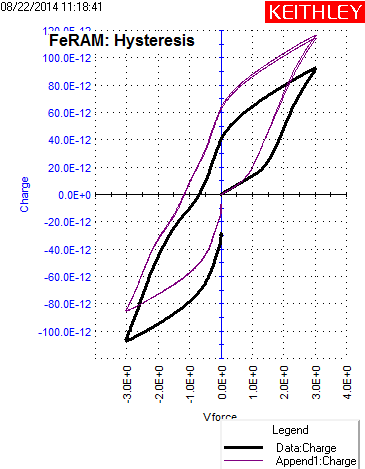 08/22/2014 11:18:41
KEITHLEY
FeRAM: Hysteresis
120.0E-12
100.0E-12
80.0E-12
60.0E-12
40.0E-12
20.0E-12
0.0E+0
-20.0E-12
-40.0E-12
-60.0E-12
-80.0E-12
-100.0E-12
Charge
-3.0E+0
-2.0E+0
-1.0E+0
0.0E+0
1.0E+0
2.0E+0
3.0E+0
4.0E+0
Vforce
Legend
Data:Charge
Append1:Charge